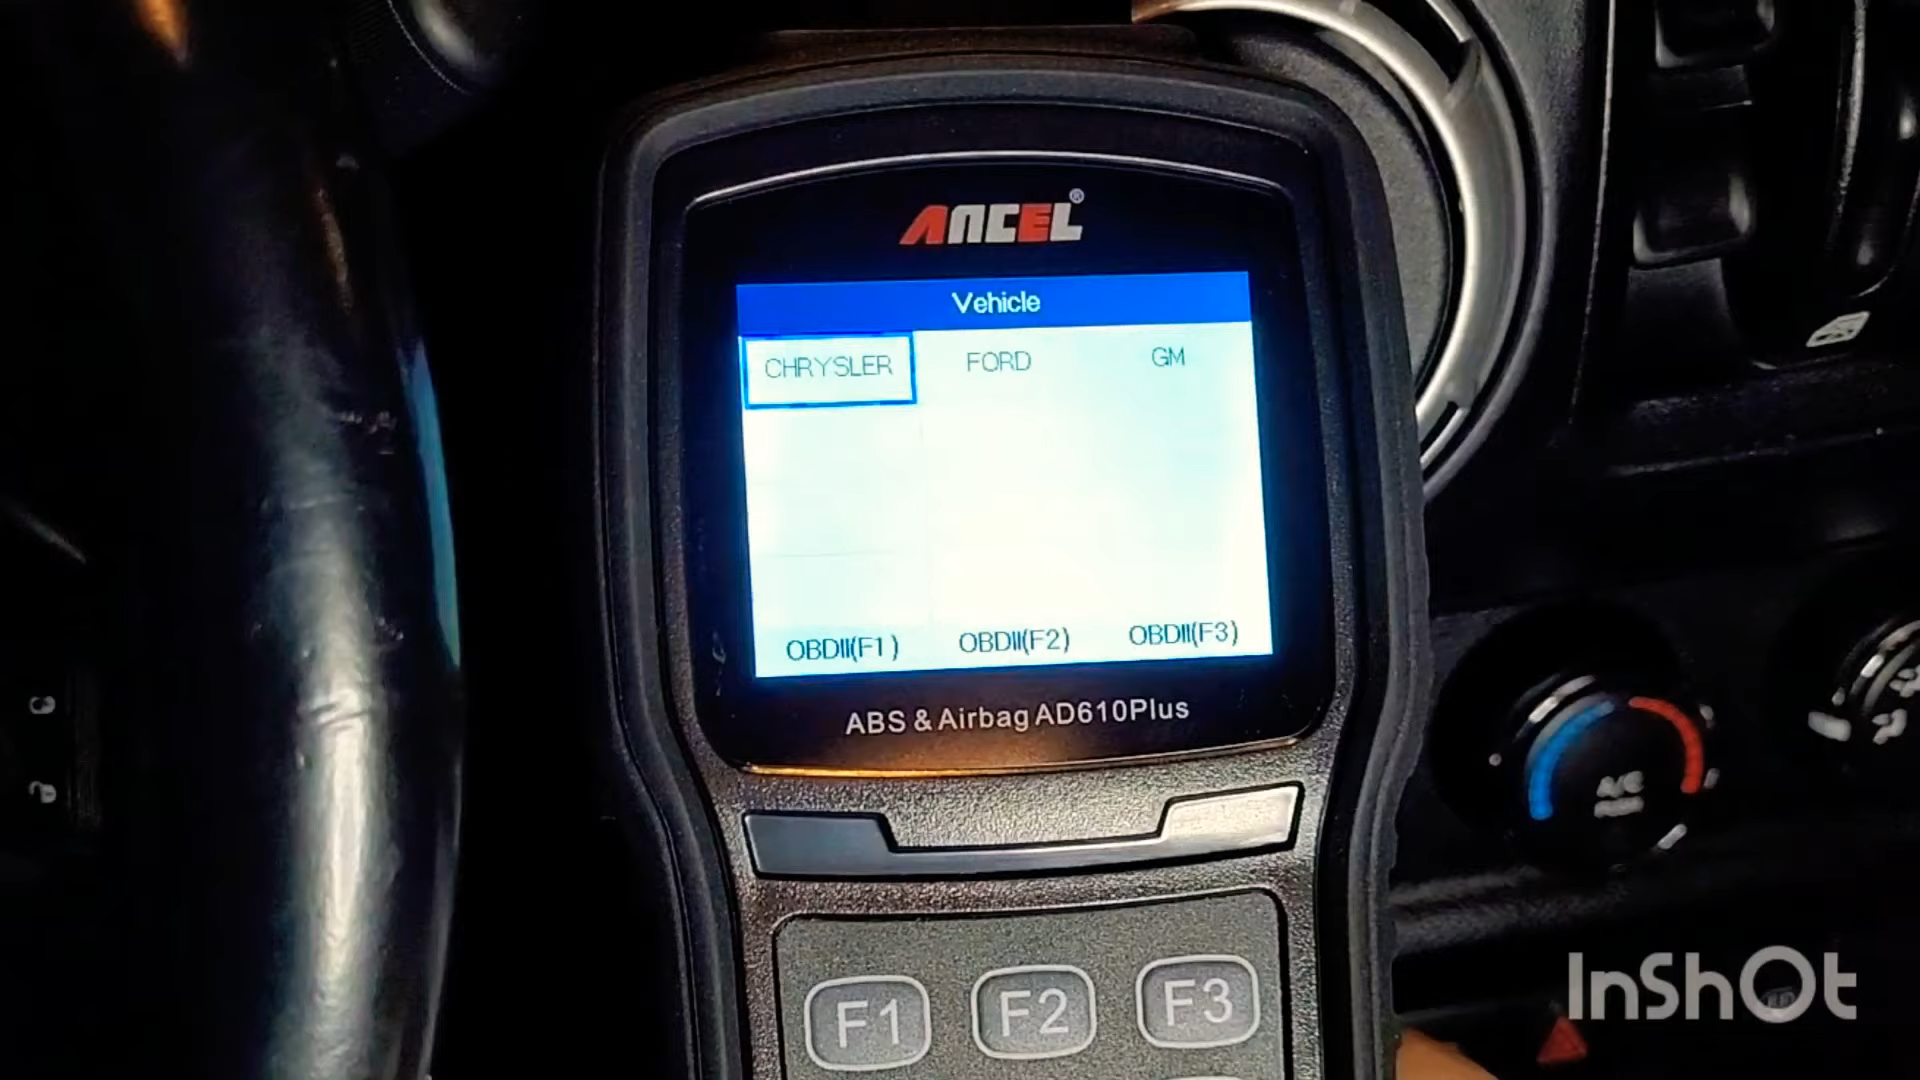 ANCEL®
Vehicle
CHRYSLER FORD GM
OBDII(F1) OBDII(F2) OBDII(F3)
ABS & Airbag AD610Plus
F1 F2 F3
A/C
InShOt